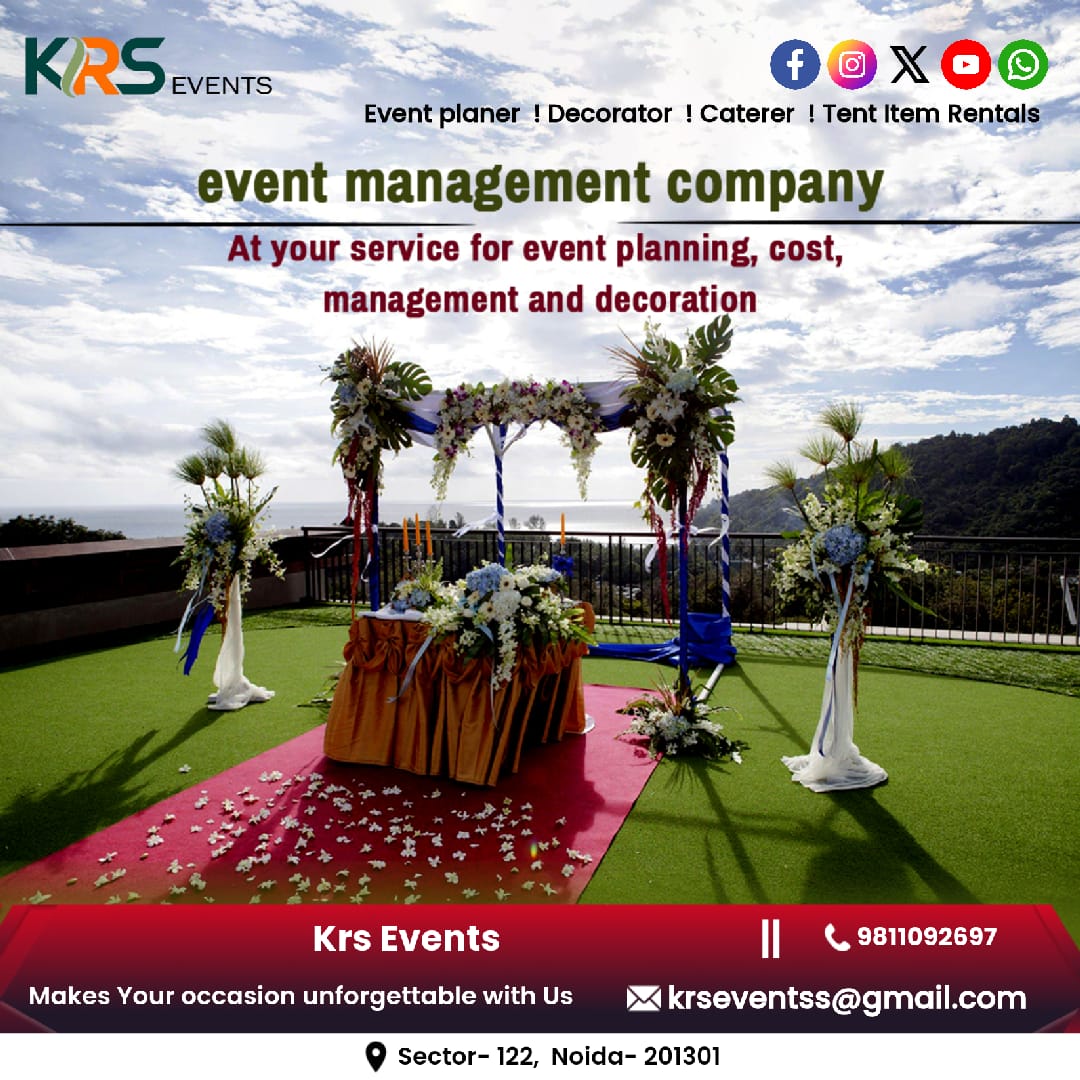 KRS EVENTS
Event planer ! Decorator ! Caterer ! Tent Item Rentals
event management company
At your service for event planning, cost,
management and decoration
Krs Events
|| 9811092697
Makes Your occasion unforgettable with Us
krseventss@gmail.com
Sector- 122, Noida- 201301